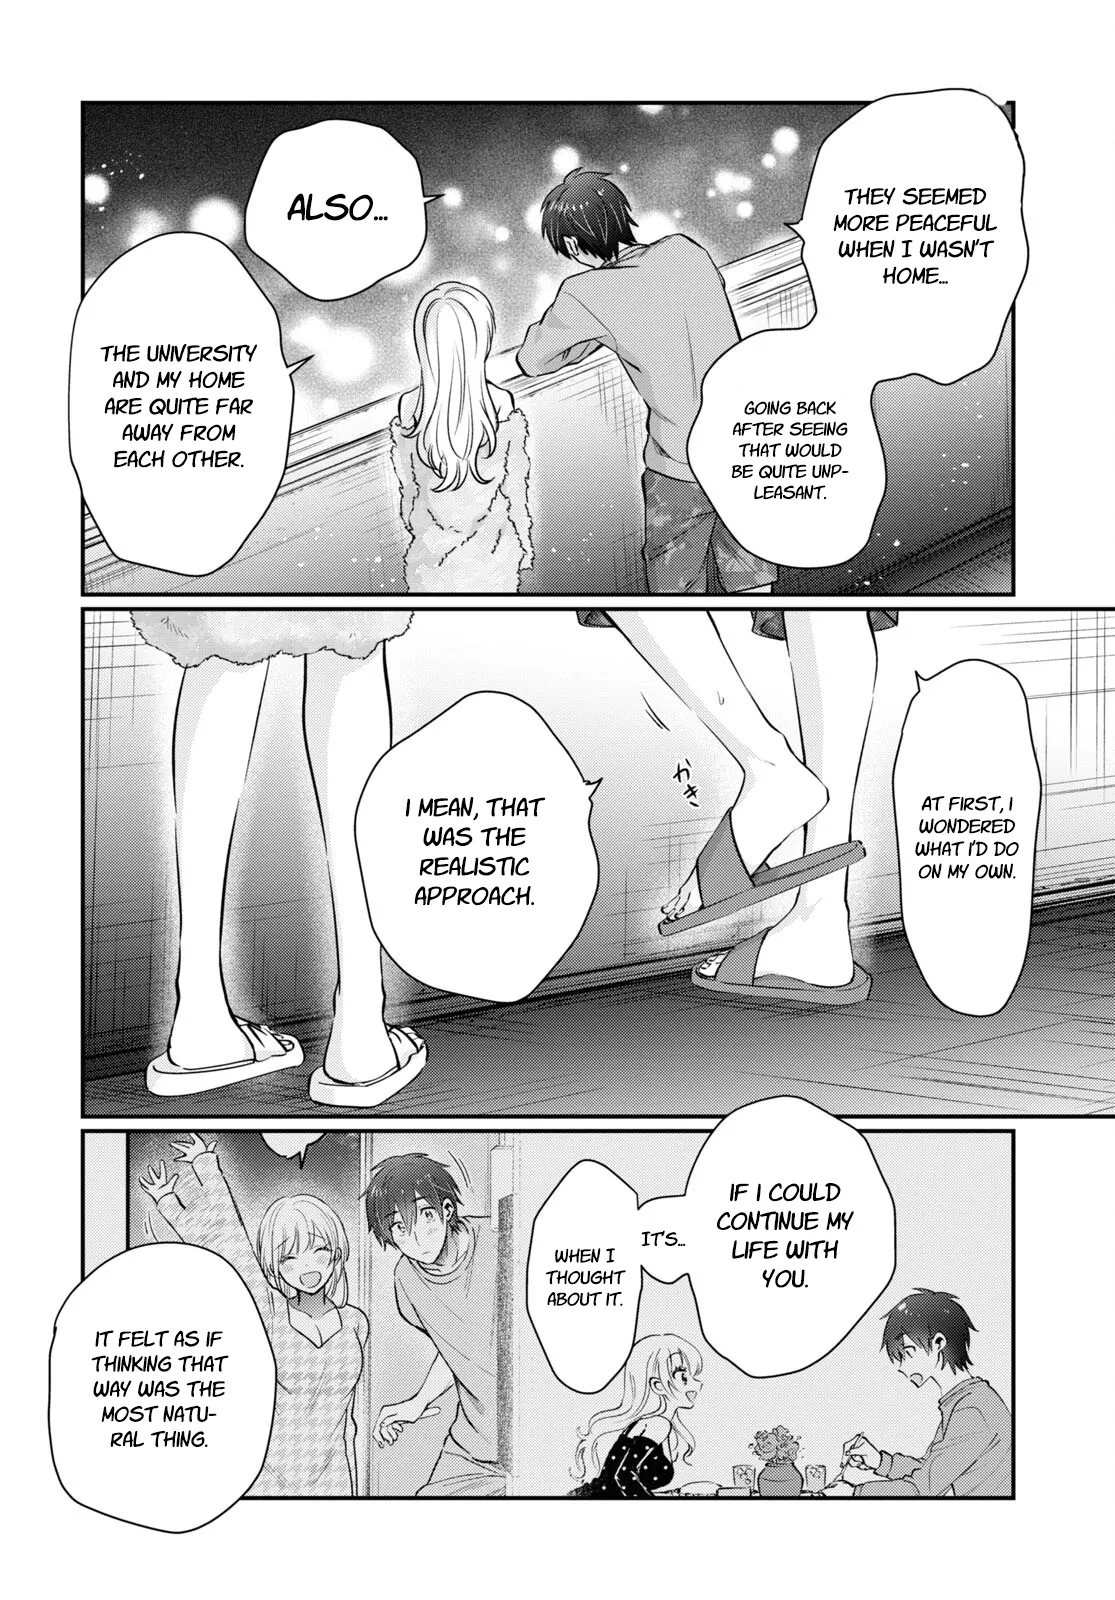 THEY SEEMED
MORE PEACEFUL
WHEN I WASN'T
HOME...
GOING BACK
AFTER SEEING
THAT WOULD
BE QUITE UNP-
LEASANT.
ALSO...
THE UNIVERSITY
AND MY HOME
ARE QUITE FAR
AWAY FROM
EACH OTHER.
AT FIRST, I
WONDERED
WHAT I'D DO
ON MY OWN.
かき
I MEAN, THAT
WAS THE
REALISTIC
APPROACH.
IF I COULD
CONTINUE MY
LIFE WITH
YOU.
IT'S...
WHEN I
THOUGHT
ABOUT IT.
IT FELT AS IF
THINKING THAT
WAY WAS THE
MOST NATU-
RAL THING.